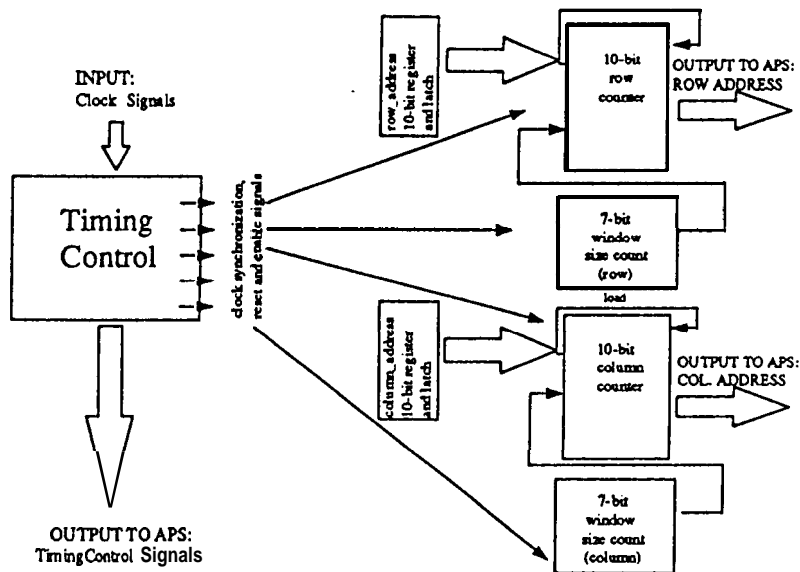 INPUT:
Clock Signals
Timing
Control
clock synchronization,
reset and enable signals
OUTPUT TO APS:
TimingControl Signals
row_address
10-bit register
and latch
10-bit
row
counter
OUTPUT TO APS:
ROW ADDRESS
7-bit
window
size count
(row)
load
column_address
10-bit register
and latch
10-bit
column
counter
OUTPUT TO APS:
COL. ADDRESS
7-bit
window
size count
(column)